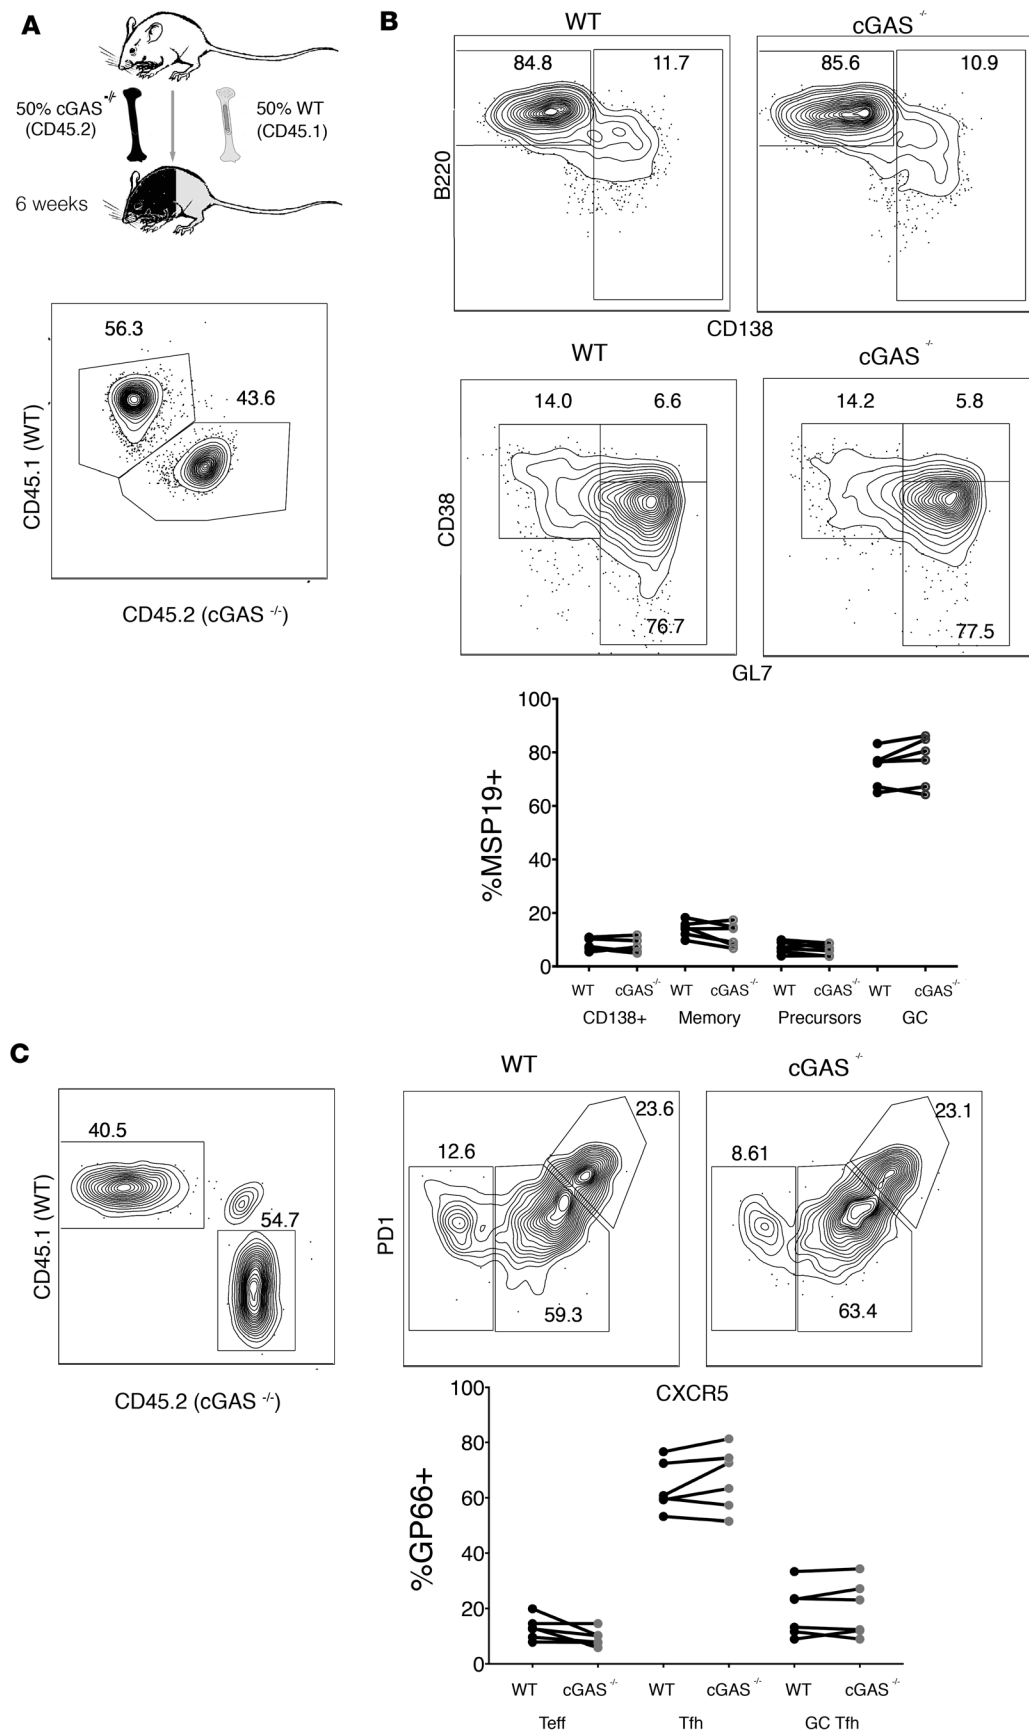 A
50% cGAS -/-
(CD45.2)
50% WT
(CD45.1)
6 weeks
56.3
43.6
CD45.1 (WT)
CD45.2 (cGAS -/-)
B
WT
cGAS -/-
84.8
11.7
85.6
10.9
B220
CD138
WT
cGAS -/-
14.0
6.6
14.2
5.8
CD38
76.7
77.5
GL7
100
80
60
40
20
0
%MSP19+
WT
cGAS-/-
WT
cGAS-/-
WT
cGAS-/-
WT
cGAS-/-
CD138+
Memory
Precursors
GC
C
40.5
54.7
CD45.1 (WT)
CD45.2 (cGAS -/-)
WT
cGAS -/-
12.6
23.6
8.61
23.1
PD1
59.3
63.4
CXCR5
100
80
60
40
20
0
%GP66+
WT
cGAS-/-
WT
cGAS-/-
WT
cGAS-/-
Teff
Tfh
GC Tfh